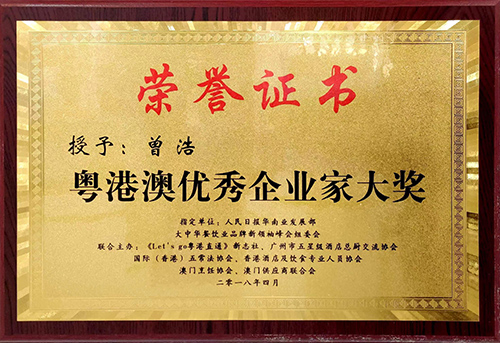 荣誉证书
授予：曾浩
粤港澳优秀企业家大奖
指定单位：人民日报华南业发展部
大中华餐饮业品牌新领袖峰会组委会
联合主办：《Let's go粤港直通》新志社、广州市五星级酒店总厨交流协会
国际（香港）五常法协会、香港酒店及饮食专业人员协会
澳门烹饪协会、澳门供应商联合会
二零一八年四月